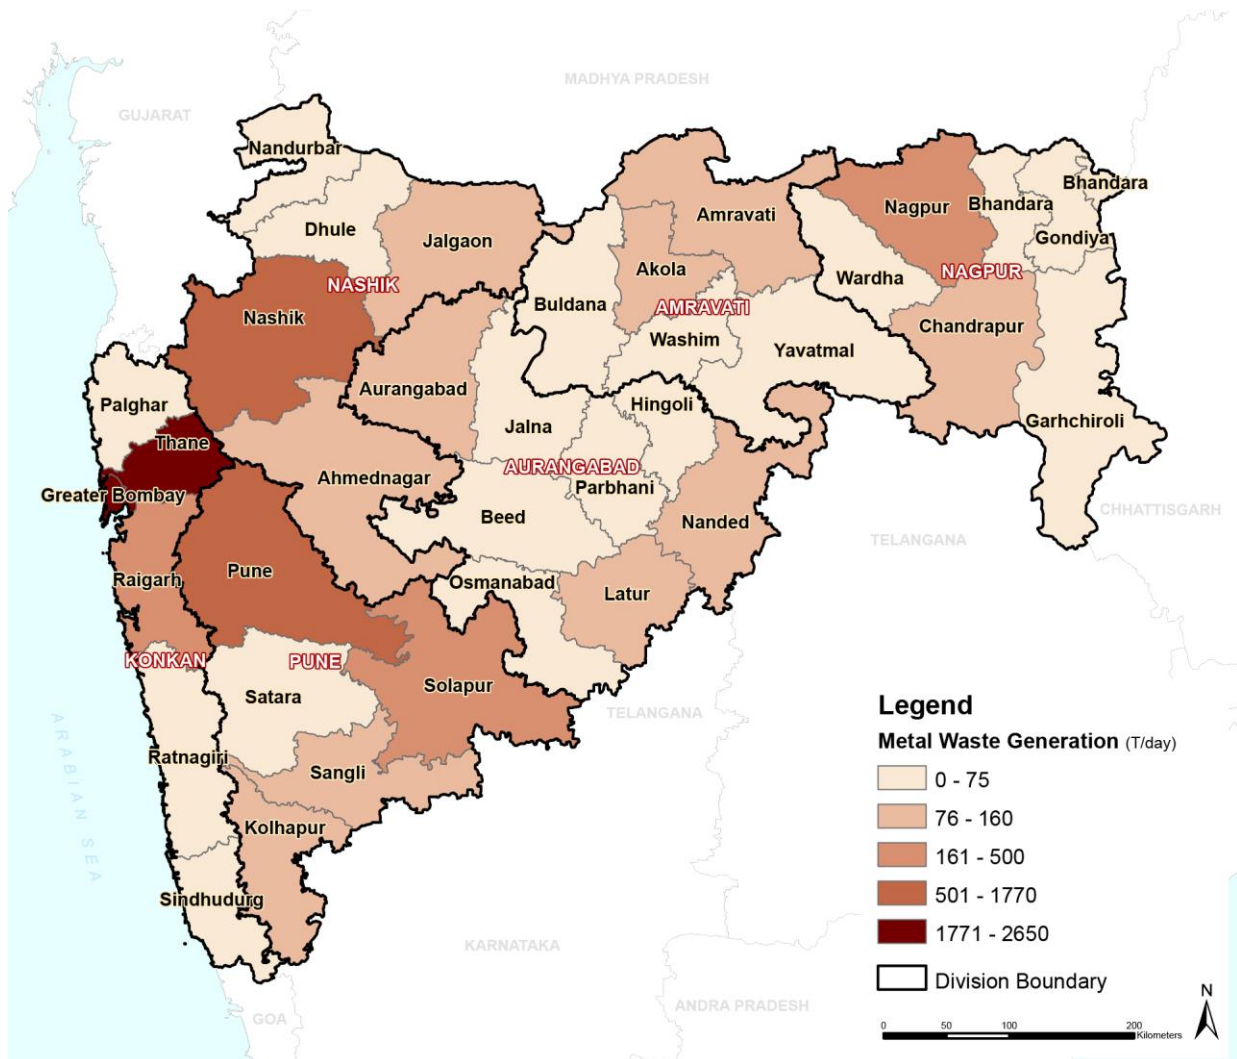 MADHYA PRADESH
GUJARAT
Nandurbar
Bhandara
Bhandara
Nagpur
Amravati
Dhule
Jalgaon
Gondiya
Akola
NAGPUR
Wardha
NASHIK
Buldana
AMRAVATI
Nashik
Chandrapur
Washim
Yavatmal
Aurangabad
Palghar
Hingoli
Garhchiroli
Jalna
Thane
AURANGABAD
Ahmednagar
Parbhani
Greater Bombay
CHHATTISGARH
Beed
Nanded
TELANGANA
Pune
Raigarh
Osmanabad
Latur
KONKAN
PUNE
Solapur
Satara
TELANGANA
ARABIAN SEA
Ratnagiri
Sangli
Kolhapur
Sindhudurg
KARNATAKA
ANDRA PRADESH
GOA
Legend
Metal Waste Generation (T/day)
0 - 75
76 - 160
161 - 500
501 - 1770
1771 - 2650
Division Boundary
N
0 50 100 200
Kilometers